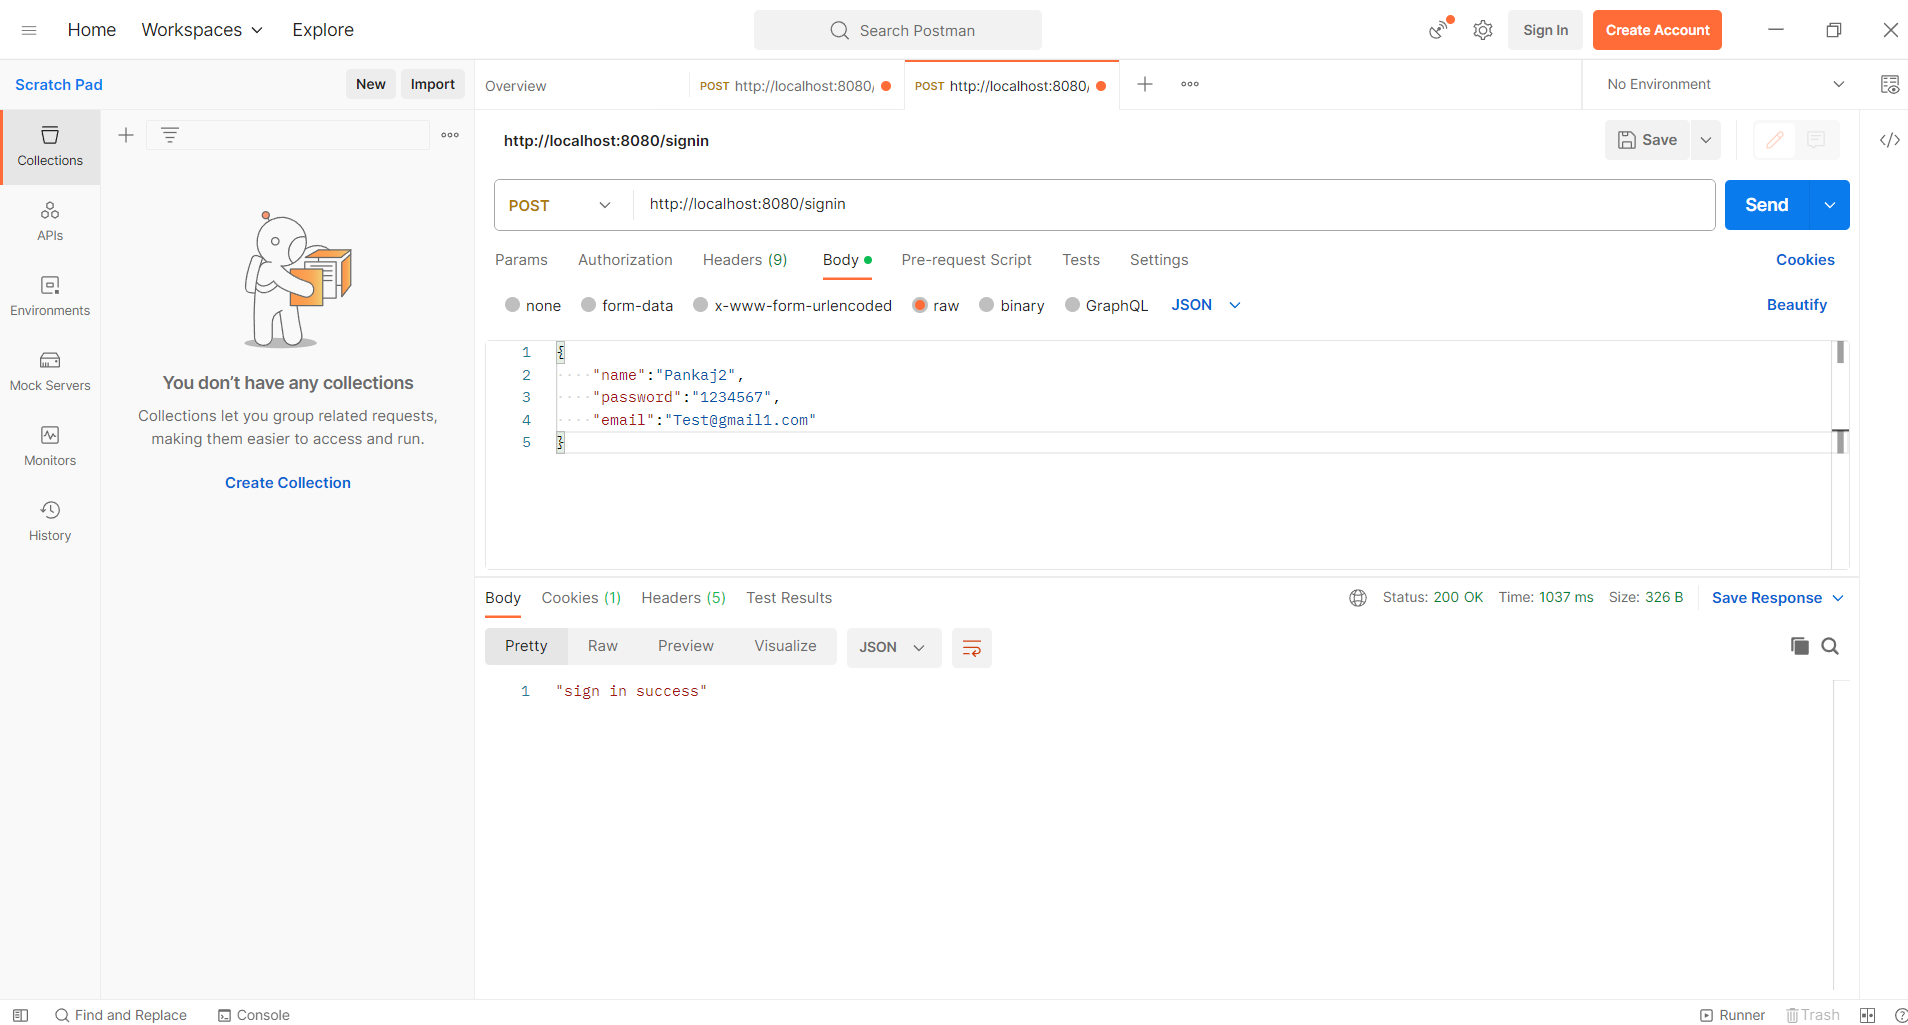 Home Workspaces Explore Search Postman Sign In Create Account
Scratch Pad New Import Overview POST http://localhost:8080/ POST http://localhost:8080/ No Environment
Collections
APIs
Environments
Mock Servers
Monitors
History
You don't have any collections
Collections let you group related requests,
making them easier to access and run.
Create Collection
http://localhost:8080/signin Save
POST http://localhost:8080/signin Send
Params Authorization Headers (9) Body Pre-request Script Tests Settings Cookies
none form-data x-www-form-urlencoded raw binary GraphQL JSON Beautify
1 {
2 "name":"Pankaj2",
3 "password":"1234567",
4 "email":"Test@gmail1.com"
5 }
Body Cookies (1) Headers (5) Test Results Status: 200 OK Time: 1037 ms Size: 326 B Save Response
Pretty Raw Preview Visualize JSON
1 "sign in success"
Find and Replace Console Runner Trash